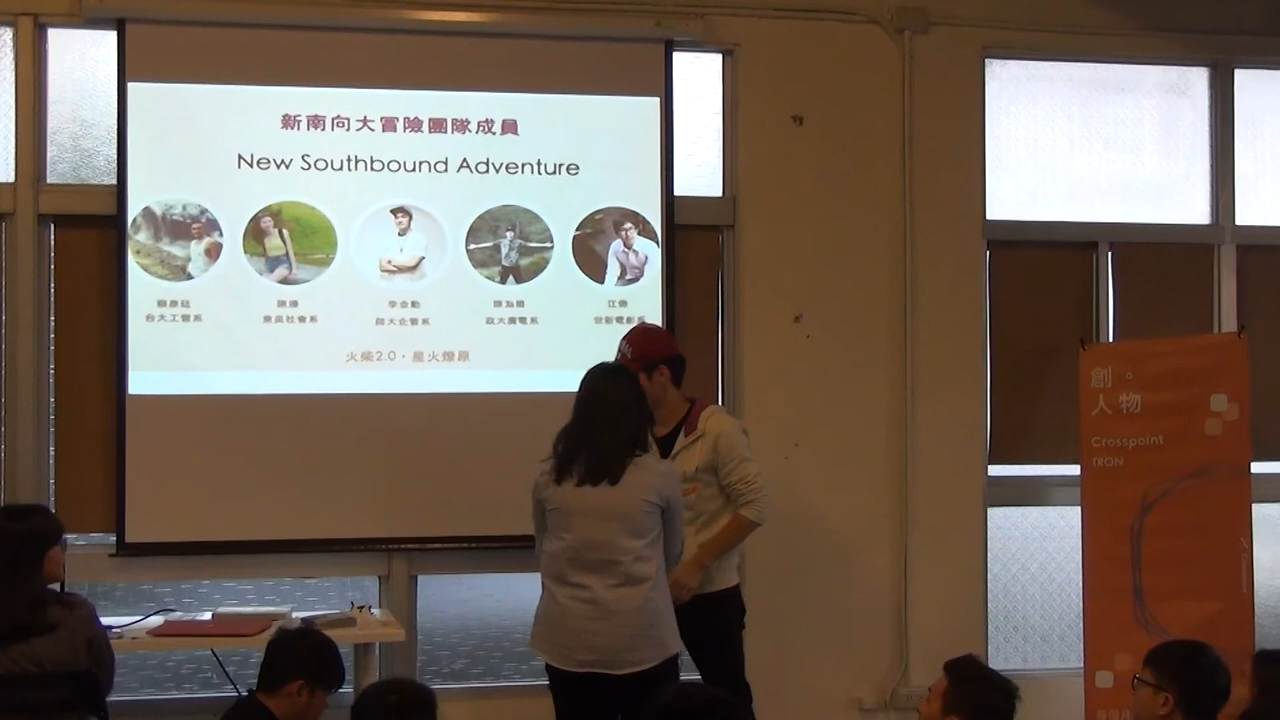 新南向大冒險團隊成員
New Southbound Adventure
台大工管系
東吳社會系
師大企管系
政大廣電系
世新電影系
火柴2.0，星火燎原
創。
人物
Crosspoint
IRON